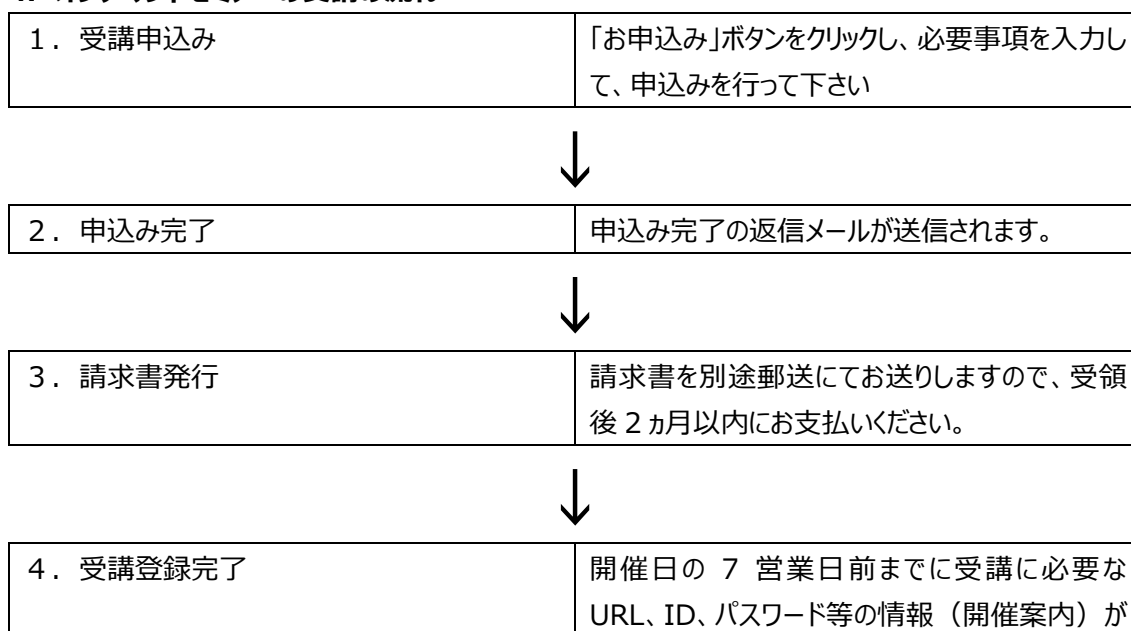 1．受講申込み
「お申込み」ボタンをクリックし、必要事項を入力し
て、申込みを行って下さい
↓
2．申込み完了
申込み完了の返信メールが送信されます。
↓
3．請求書発行
請求書を別途郵送にてお送りしますので、受領
後 2 ヵ月以内にお支払いください。
↓
4．受講登録完了
開催日の 7 営業日前までに受講に必要な
URL、ID、パスワード等の情報（開催案内）が